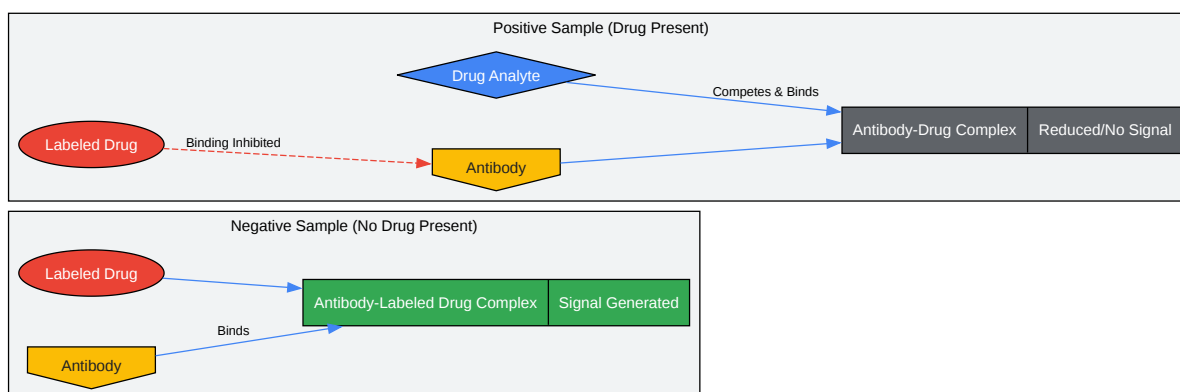 Positive Sample (Drug Present)
Drug Analyte
Competes & Binds
Antibody-Drug Complex
Reduced/No Signal
Labeled Drug
Binding Inhibited
Antibody
Negative Sample (No Drug Present)
Labeled Drug
Antibody-Labeled Drug Complex
Signal Generated
Binds
Antibody